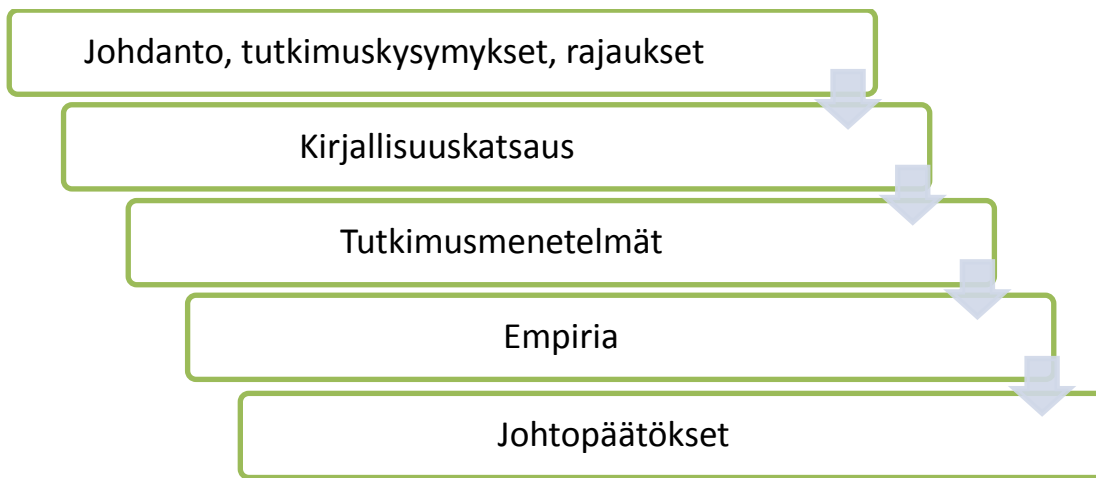 Johdanto, tutkimuskysymykset, rajaukset
Kirjallisuuskatsaus
Tutkimusmenetelmät
Empiria
Johtopäätökset